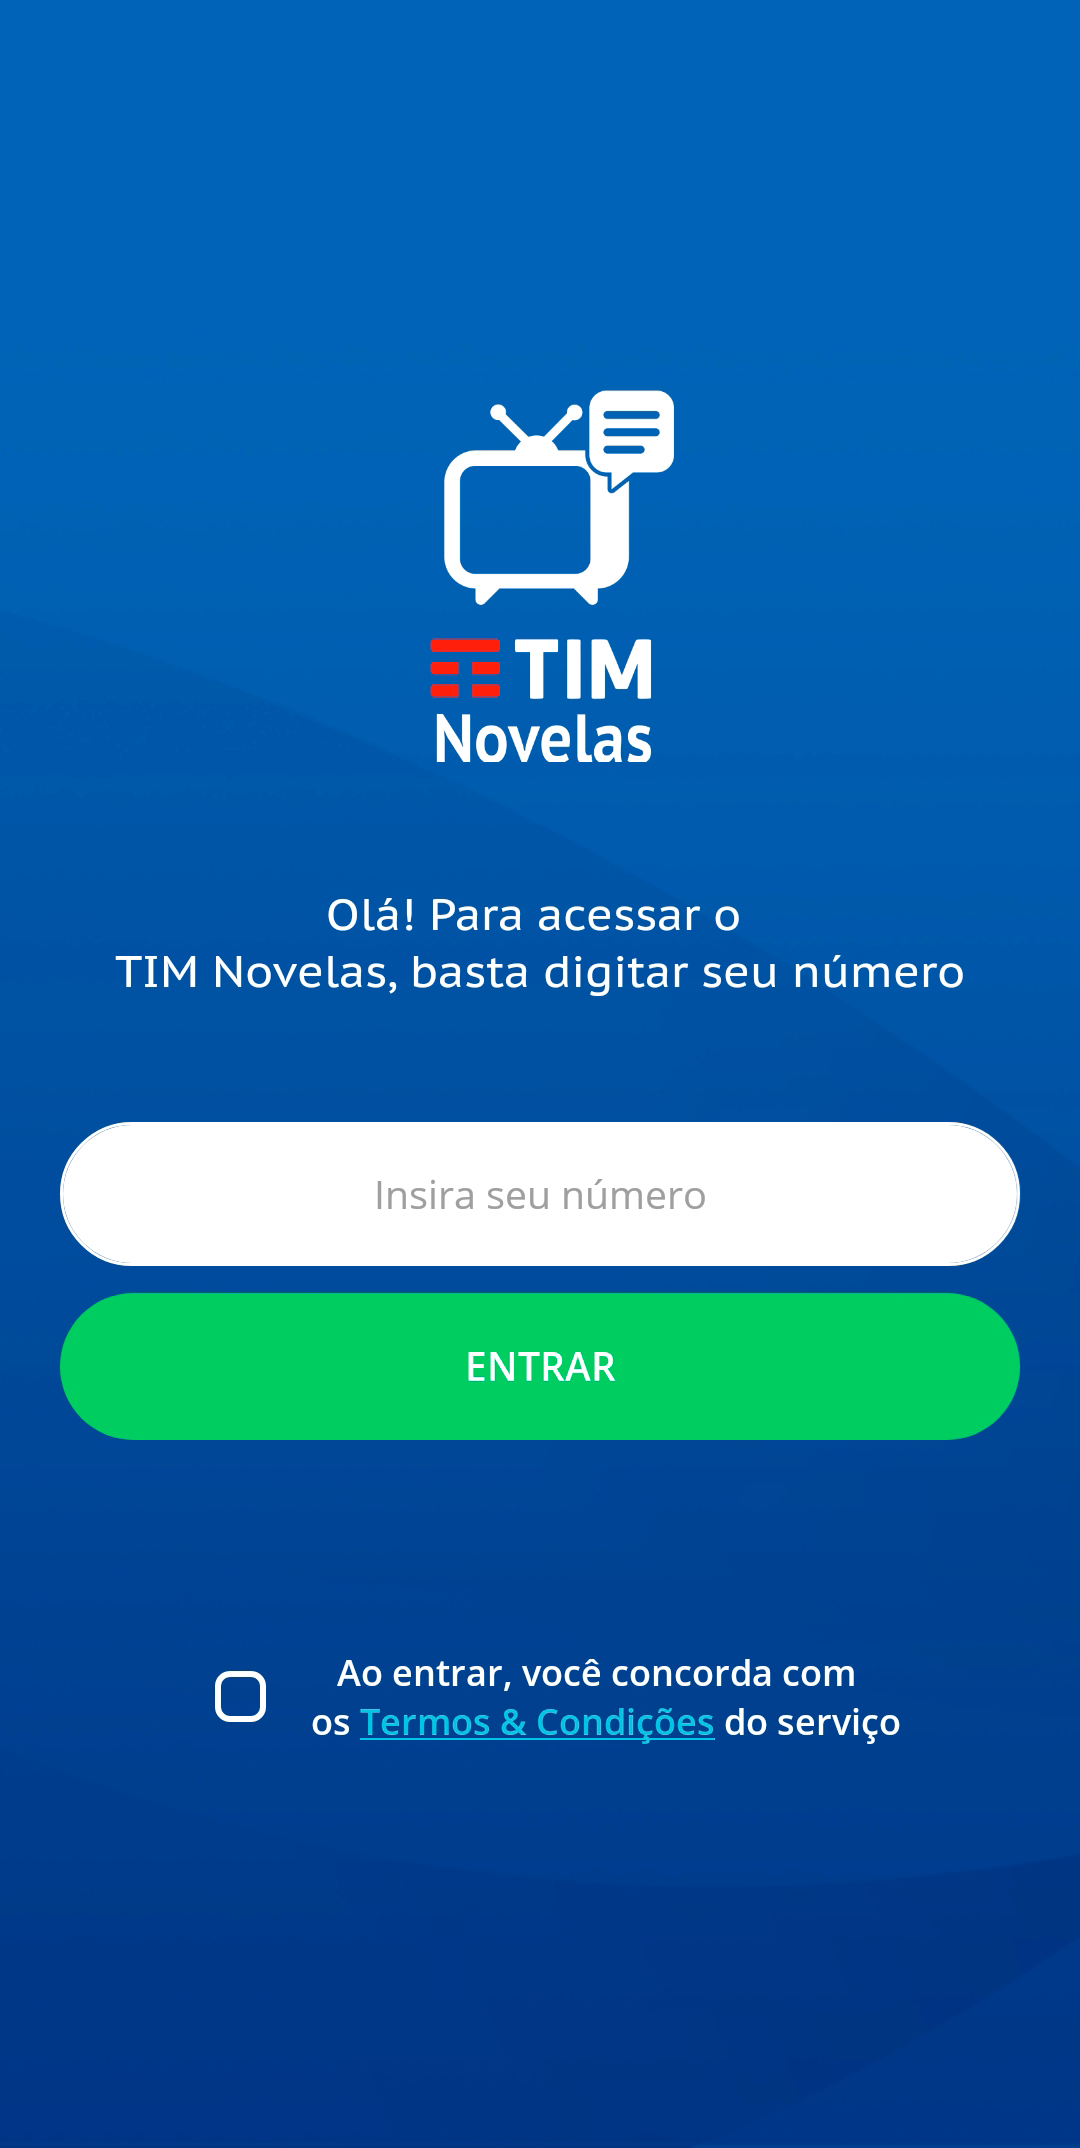 TIM
Novelas
Olá! Para acessar o
TIM Novelas, basta digitar seu número
Insira seu número
ENTRAR
Ao entrar, você concorda com
os Termos & Condições do serviço